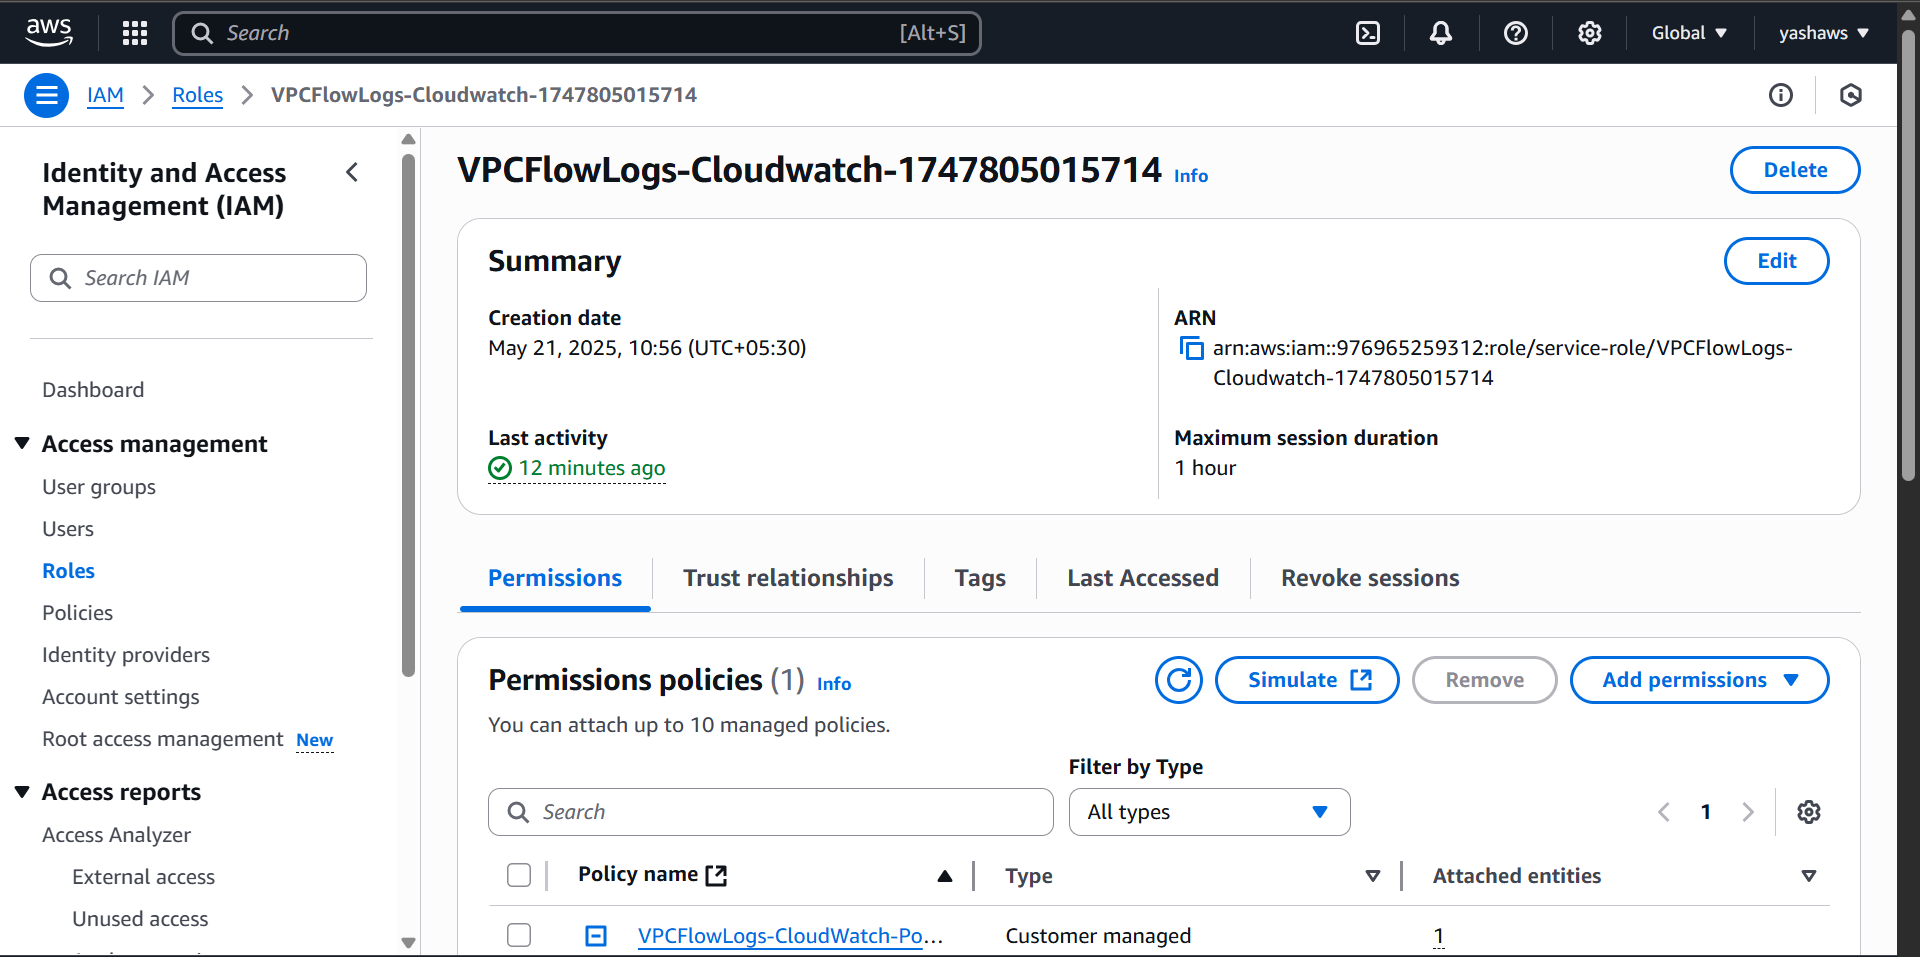 aws
Search
[Alt+S]
Global
yashaws
IAM
Roles
VPCFlowLogs-Cloudwatch-1747805015714
Identity and Access
Management (IAM)
Search IAM
Dashboard
Access management
User groups
Users
Roles
Policies
Identity providers
Account settings
Root access management New
Access reports
Access Analyzer
External access
Unused access
VPCFlowLogs-Cloudwatch-1747805015714 Info
Delete
Summary
Edit
Creation date
May 21, 2025, 10:56 (UTC+05:30)
ARN
arn:aws:iam::976965259312:role/service-role/VPCFlowLogs-
Cloudwatch-1747805015714
Last activity
12 minutes ago
Maximum session duration
1 hour
Permissions
Trust relationships
Tags
Last Accessed
Revoke sessions
Permissions policies (1) Info
Simulate
Remove
Add permissions
You can attach up to 10 managed policies.
Filter by Type
Search
All types
1
Policy name
Type
Attached entities
VPCFlowLogs-CloudWatch-Po...
Customer managed
1